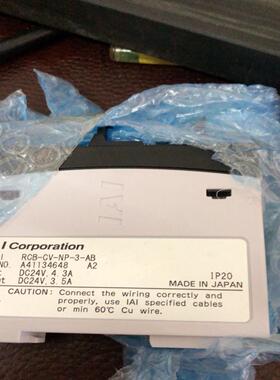 IAI
I Corporation
I RCB-CV-NP-3-AB
NO. A41134648 A2
t DC24V. 4.3A
ut DC24V. 3.5A
IP20
MADE IN JAPAN
CAUTION: Connect the wiring correctly and
properly, use IAI specified cables
or min 60℃ Cu wire.